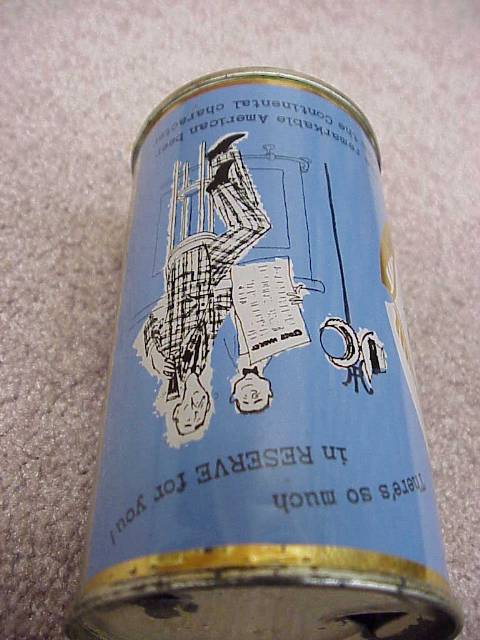 There's so much
in RESERVE for you!
remarkable American beer
the Continental character